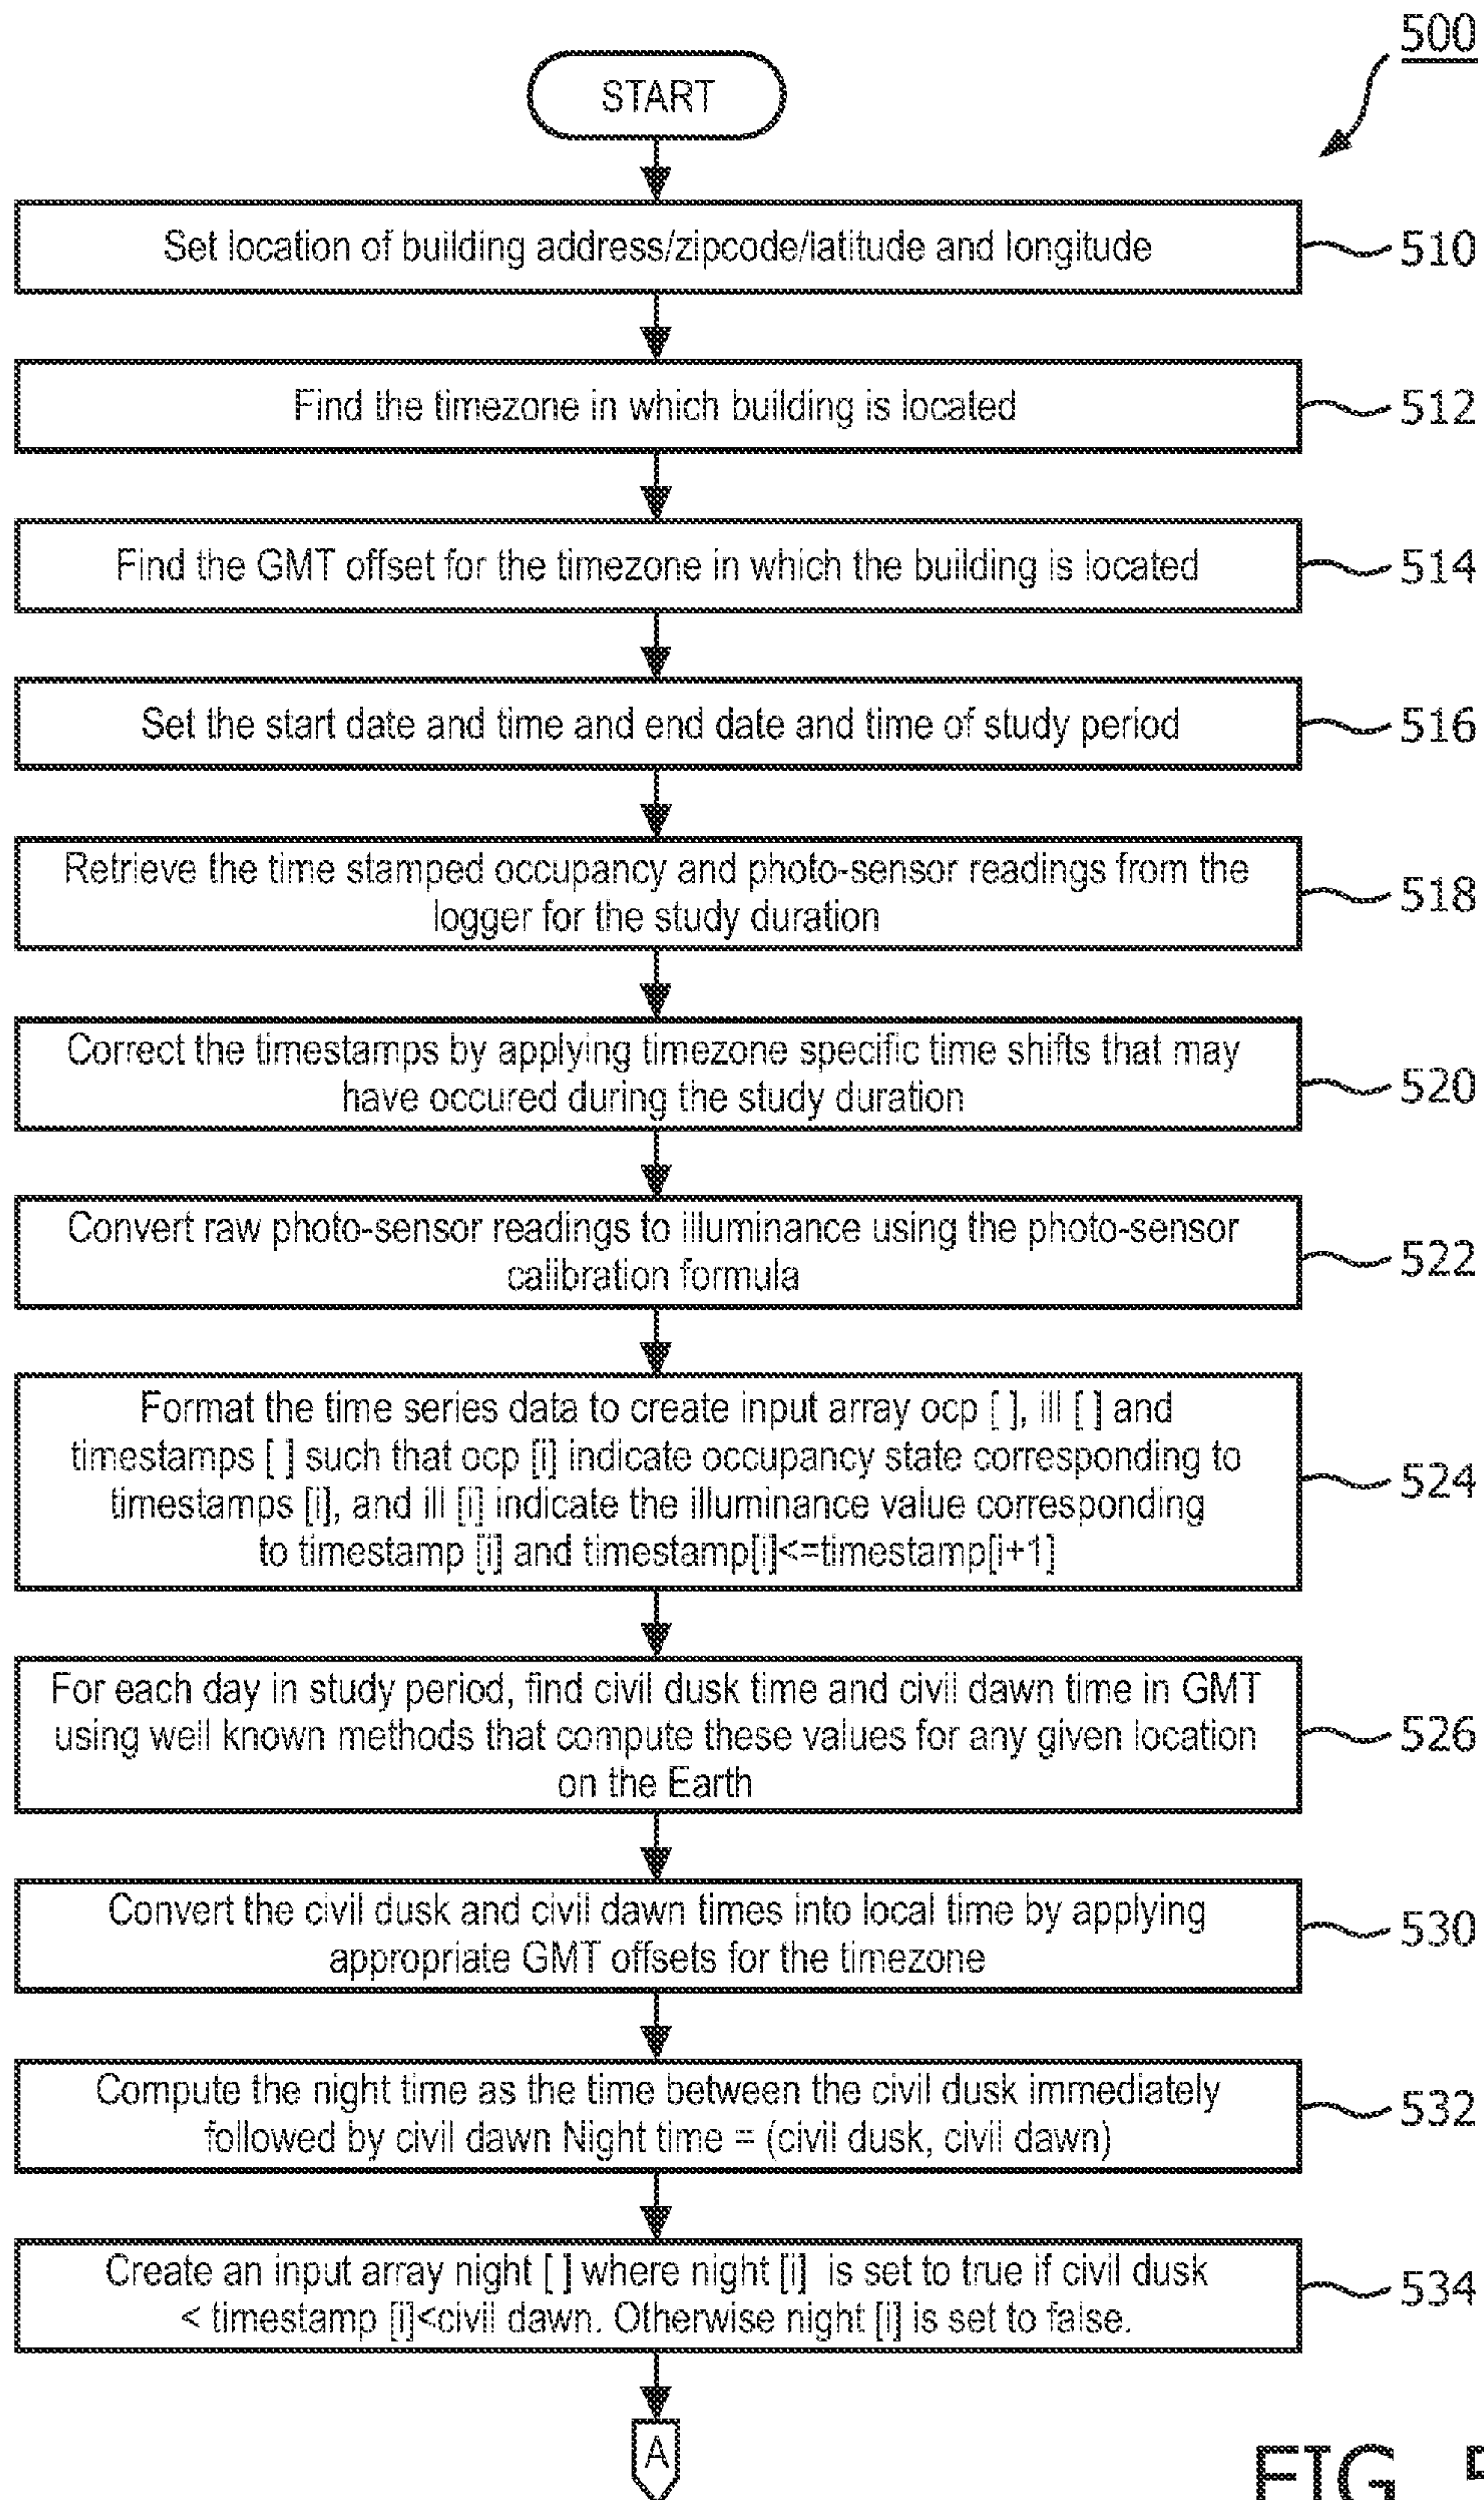 500
START
Set location of building address/zipcode/latitude and longitude
510
Find the timezone in which building is located
512
Find the GMT offset for the timezone in which the building is located
514
Set the start date and time and end date and time of study period
516
Retrieve the time stamped occupancy and photo-sensor readings from the
logger for the study duration
518
Correct the timestamps by applying timezone specific time shifts that may
have occured during the study duration
520
Convert raw photo-sensor readings to illuminance using the photo-sensor
calibration formula
522
Format the time series data to create input array ocp [ ], ill [ ] and
timestamps [ ] such that ocp [i] indicate occupancy state corresponding to
timestamps [i], and ill [i] indicate the illuminance value corresponding
to timestamp [i] and timestamp[i]<=timestamp[i+1]
524
For each day in study period, find civil dusk time and civil dawn time in GMT
using well known methods that compute these values for any given location
on the Earth
526
Convert the civil dusk and civil dawn times into local time by applying
appropriate GMT offsets for the timezone
530
Compute the night time as the time between the civil dusk immediately
followed by civil dawn Night time = (civil dusk, civil dawn)
532
Create an input array night [ ] where night [i] is set to true if civil dusk
< timestamp [i]<civil dawn. Otherwise night [i] is set to false.
534
A
FIG.